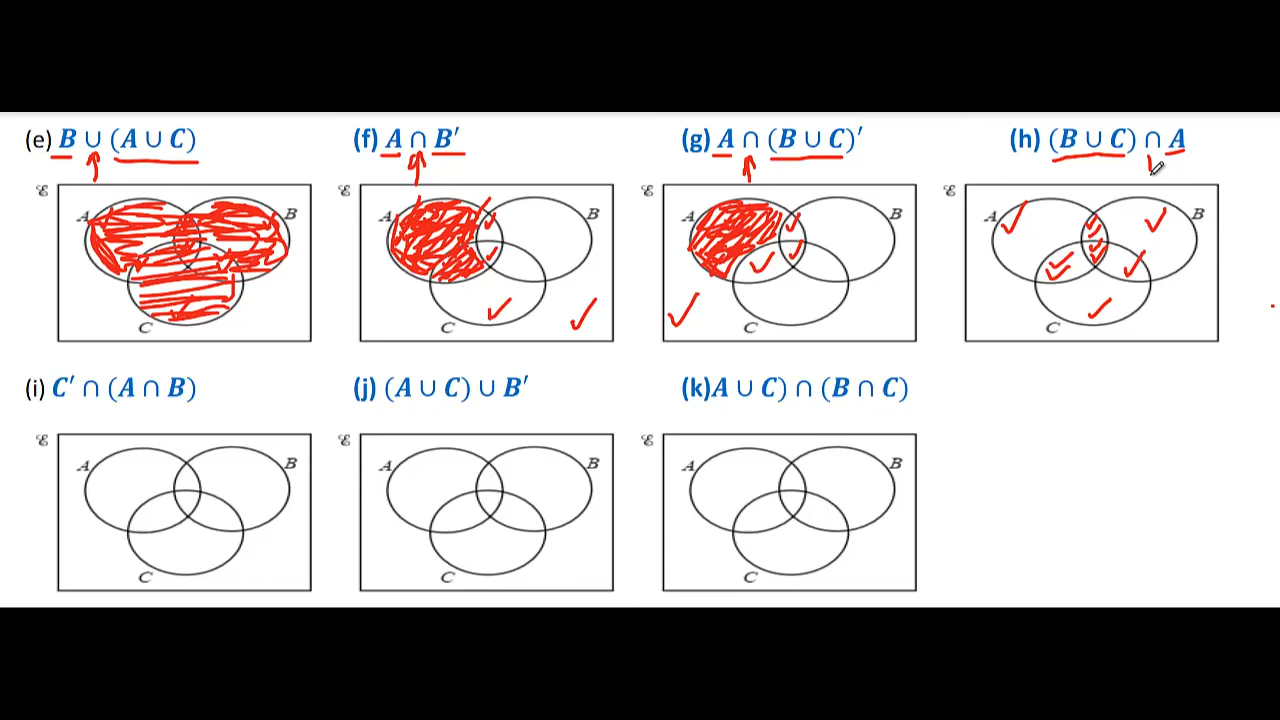 (e) B ∪ (A ∪ C) (f) A ∩ B′ (g) A ∩ (B ∪ C)′ (h) (B ∪ C) ∩ A
ℰ A B C ℰ A B C ℰ A B C ℰ A B C
(i) C′ ∩ (A ∩ B) (j) (A ∪ C) ∪ B′ (k)A ∪ C) ∩ (B ∩ C)
ℰ A B C ℰ A B C ℰ A B C